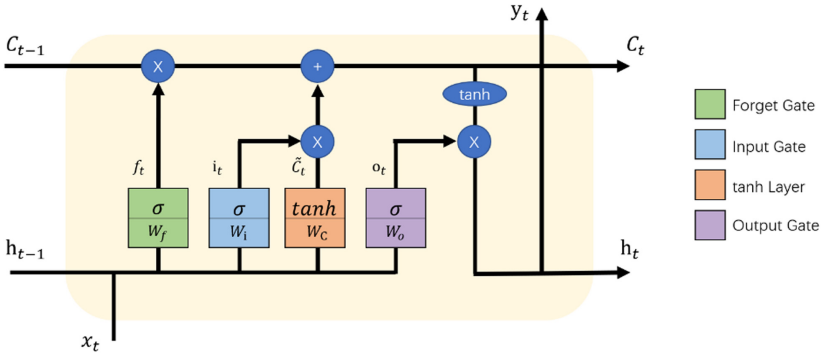 y_t
C_{t-1}
C_t
X
+
tanh
f_t
i_t
X
C̃_t
o_t
X
σ
W_f
σ
W_i
tanh
W_C
σ
W_o
h_{t-1}
h_t
x_t
Forget Gate
Input Gate
tanh Layer
Output Gate